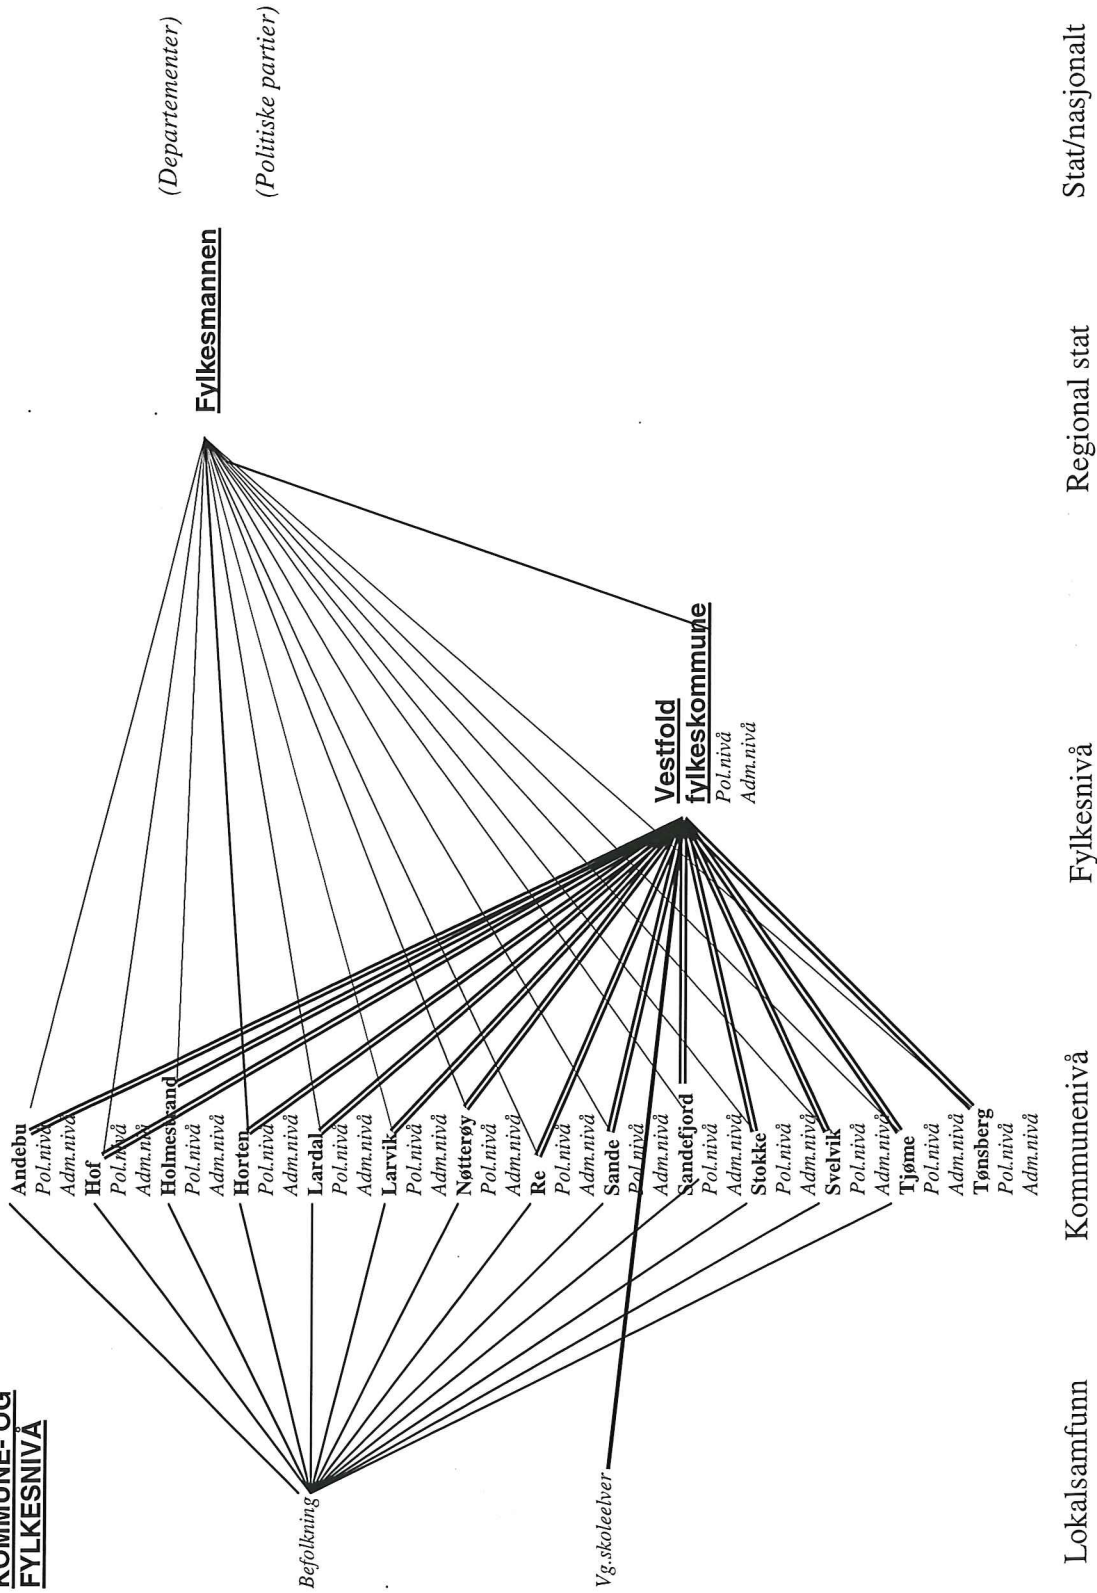 KOMMUNE- OG
FYLKESNIVÅ
Befolkning
Vg.skoleelver
Andebu
Pol.nivå
Adm.nivå
Hof
Pol.nivå
Adm.nivå
Holmestrand
Pol.nivå
Adm.nivå
Horten
Pol.nivå
Adm.nivå
Lardal
Pol.nivå
Adm.nivå
Larvik
Pol.nivå
Adm.nivå
Nøtterøy
Pol.nivå
Adm.nivå
Re
Pol.nivå
Adm.nivå
Sande
Pol.nivå
Adm.nivå
Sandefjord
Pol.nivå
Adm.nivå
Stokke
Pol.nivå
Adm.nivå
Svelvik
Pol.nivå
Adm.nivå
Tjøme
Pol.nivå
Adm.nivå
Tønsberg
Pol.nivå
Adm.nivå
Vestfold
fylkeskommune
Pol.nivå
Adm.nivå
Fylkesmannen
(Departementer)
(Politiske partier)
Lokalsamfunn
Kommunenivå
Fylkesnivå
Regional stat
Stat/nasjonalt